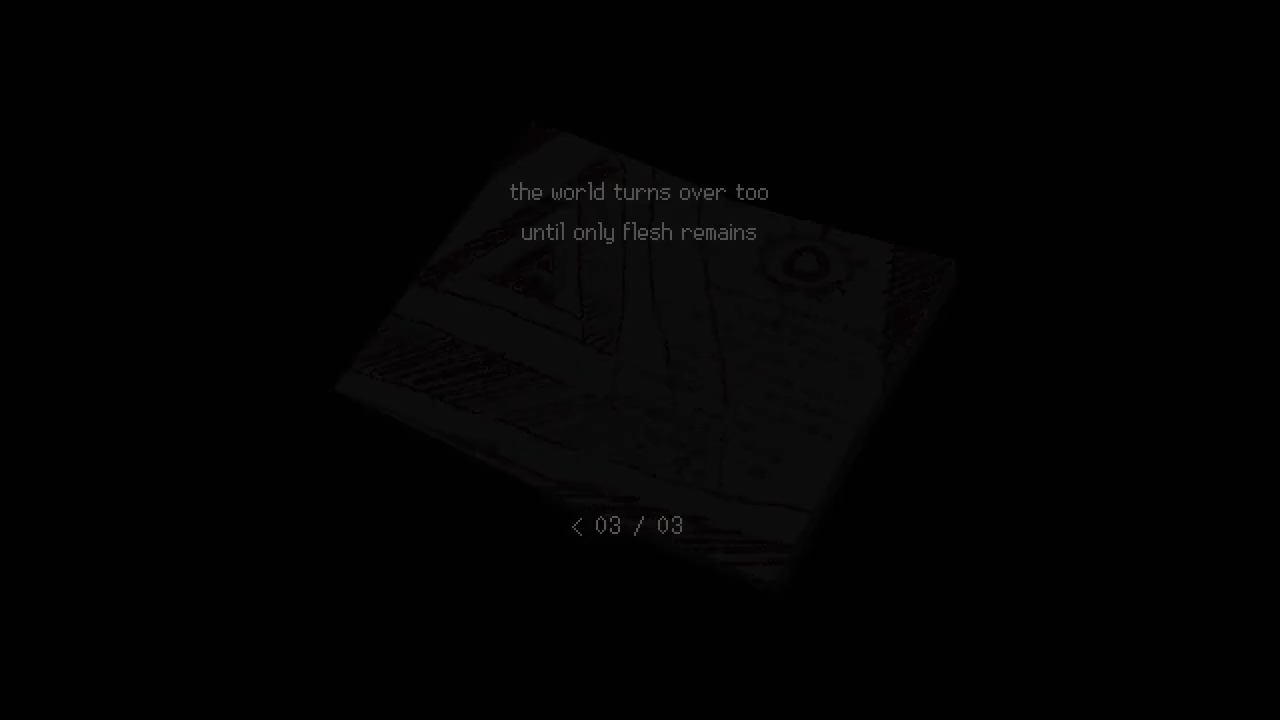 the world turns over too
until only flesh remains
< 03 / 03